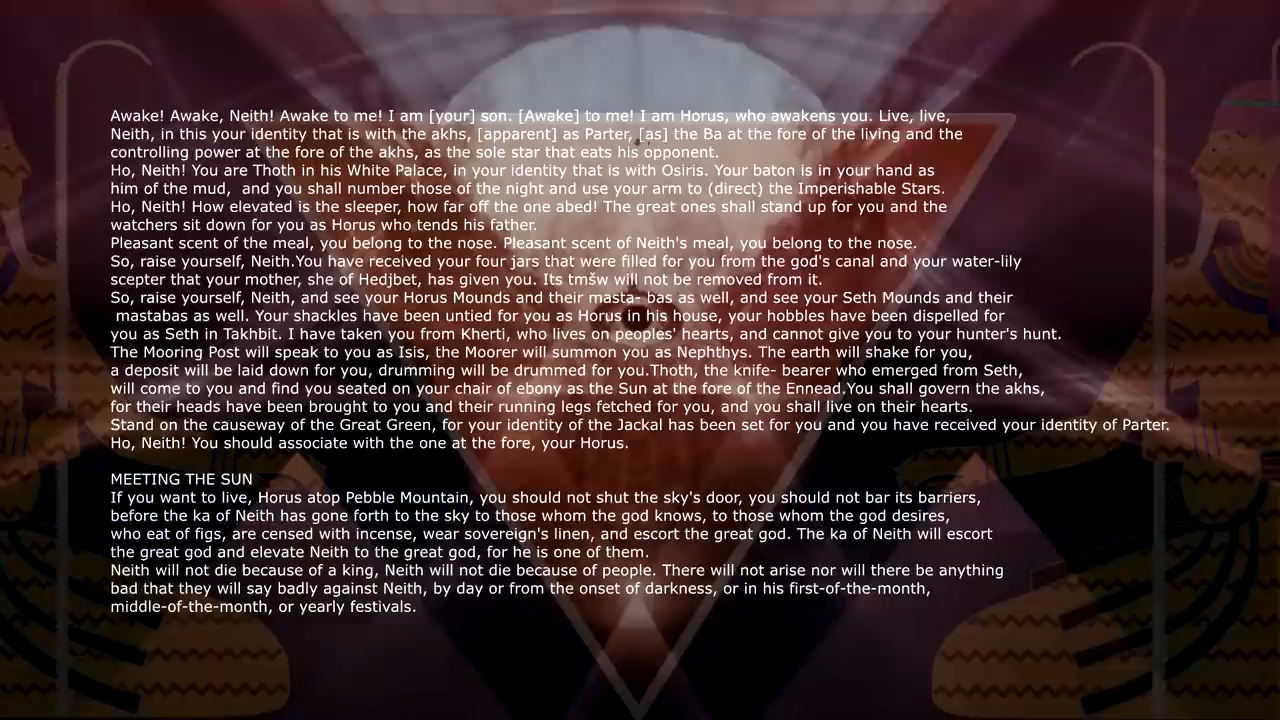 Awake! Awake, Neith! Awake to me! I am [your] son. [Awake] to me! I am Horus, who awakens you. Live, live,
Neith, in this your identity that is with the akhs, [apparent] as Parter, [as] the Ba at the fore of the living and the
controlling power at the fore of the akhs, as the sole star that eats his opponent.
Ho, Neith! You are Thoth in his White Palace, in your identity that is with Osiris. Your baton is in your hand as
him of the mud,  and you shall number those of the night and use your arm to (direct) the Imperishable Stars.
Ho, Neith! How elevated is the sleeper, how far off the one abed! The great ones shall stand up for you and the
watchers sit down for you as Horus who tends his father.
Pleasant scent of the meal, you belong to the nose. Pleasant scent of Neith's meal, you belong to the nose.
So, raise yourself, Neith.You have received your four jars that were filled for you from the god's canal and your water-lily
scepter that your mother, she of Hedjbet, has given you. Its tmšw will not be removed from it.
So, raise yourself, Neith, and see your Horus Mounds and their masta- bas as well, and see your Seth Mounds and their
mastabas as well. Your shackles have been untied for you as Horus in his house, your hobbles have been dispelled for
you as Seth in Takhbit. I have taken you from Kherti, who lives on peoples' hearts, and cannot give you to your hunter's hunt.
The Mooring Post will speak to you as Isis, the Moorer will summon you as Nephthys. The earth will shake for you,
a deposit will be laid down for you, drumming will be drummed for you.Thoth, the knife- bearer who emerged from Seth,
will come to you and find you seated on your chair of ebony as the Sun at the fore of the Ennead.You shall govern the akhs,
for their heads have been brought to you and their running legs fetched for you, and you shall live on their hearts.
Stand on the causeway of the Great Green, for your identity of the Jackal has been set for you and you have received your identity of Parter.
Ho, Neith! You should associate with the one at the fore, your Horus.
MEETING THE SUN
If you want to live, Horus atop Pebble Mountain, you should not shut the sky's door, you should not bar its barriers,
before the ka of Neith has gone forth to the sky to those whom the god knows, to those whom the god desires,
who eat of figs, are censed with incense, wear sovereign's linen, and escort the great god. The ka of Neith will escort
the great god and elevate Neith to the great god, for he is one of them.
Neith will not die because of a king, Neith will not die because of people. There will not arise nor will there be anything
bad that they will say badly against Neith, by day or from the onset of darkness, or in his first-of-the-month,
middle-of-the-month, or yearly festivals.